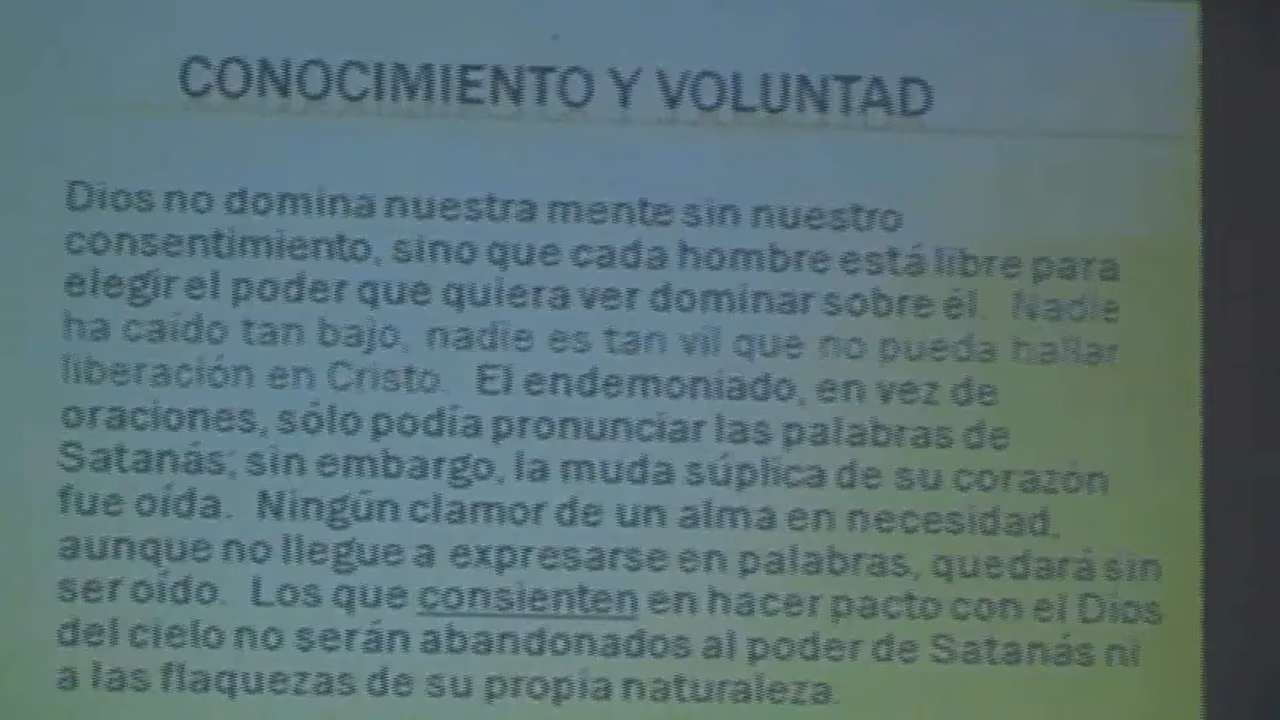 CONOCIMIENTO Y VOLUNTAD
Dios no domina nuestra mente sin nuestro
consentimiento, sino que cada hombre está libre para
elegir el poder que quiera ver dominar sobre él. Nadie
ha caído tan bajo, nadie es tan vil que no pueda hallar
liberación en Cristo. El endemoniado, en vez de
oraciones, sólo podía pronunciar las palabras de
Satanás; sin embargo, la muda súplica de su corazón
fue oída. Ningún clamor de un alma en necesidad,
aunque no llegue a expresarse en palabras, quedará sin
ser oído. Los que consienten en hacer pacto con el Dios
del cielo no serán abandonados al poder de Satanás ni
a las flaquezas de su propia naturaleza.